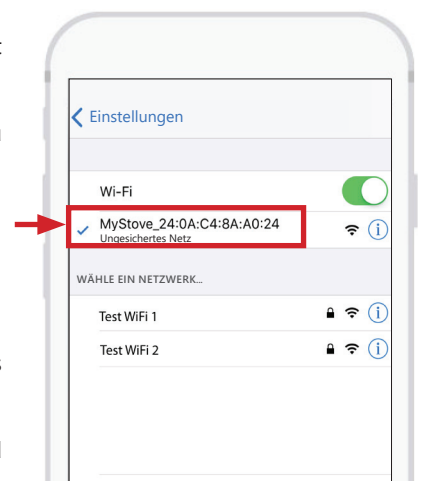 Einstellungen
Wi-Fi
MyStove_24:0A:C4:8A:A0:24
Ungesichertes Netz
WÄHLE EIN NETZWERK...
Test WiFi 1
Test WiFi 2